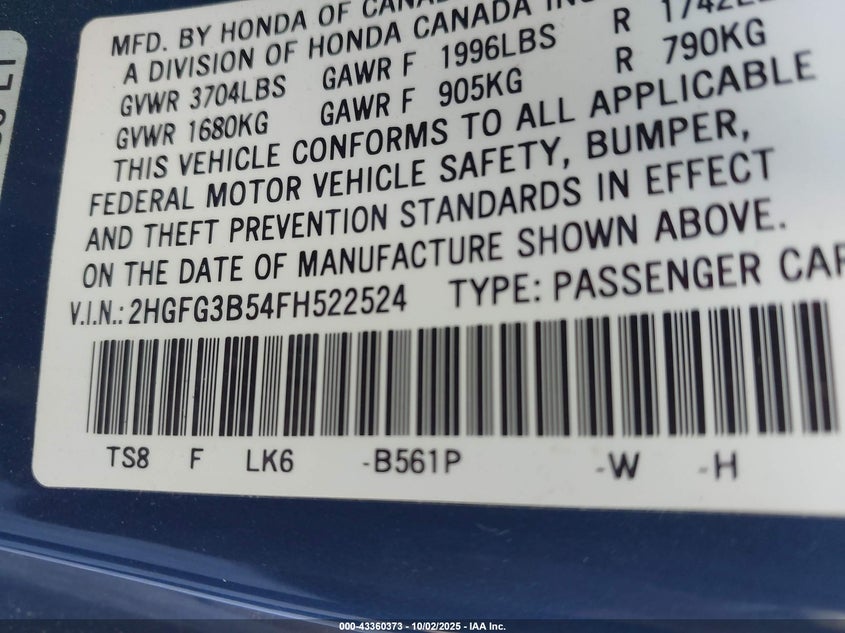 MFD. BY HONDA OF
A DIVISION OF HONDA CANADA
GVWR 3704LBS GAWR F 1996LBS R
GVWR 1680KG GAWR F 905KG R 790KG
THIS VEHICLE CONFORMS TO ALL APPLICABLE
FEDERAL MOTOR VEHICLE SAFETY, BUMPER,
AND THEFT PREVENTION STANDARDS IN EFFECT
ON THE DATE OF MANUFACTURE SHOWN ABOVE.
V.I.N.: 2HGFG3B54FH522524 TYPE: PASSENGER CAR
TS8 F LK6 -B561P -W -H
000-43360373 - 10/02/2025 - IAA Inc.